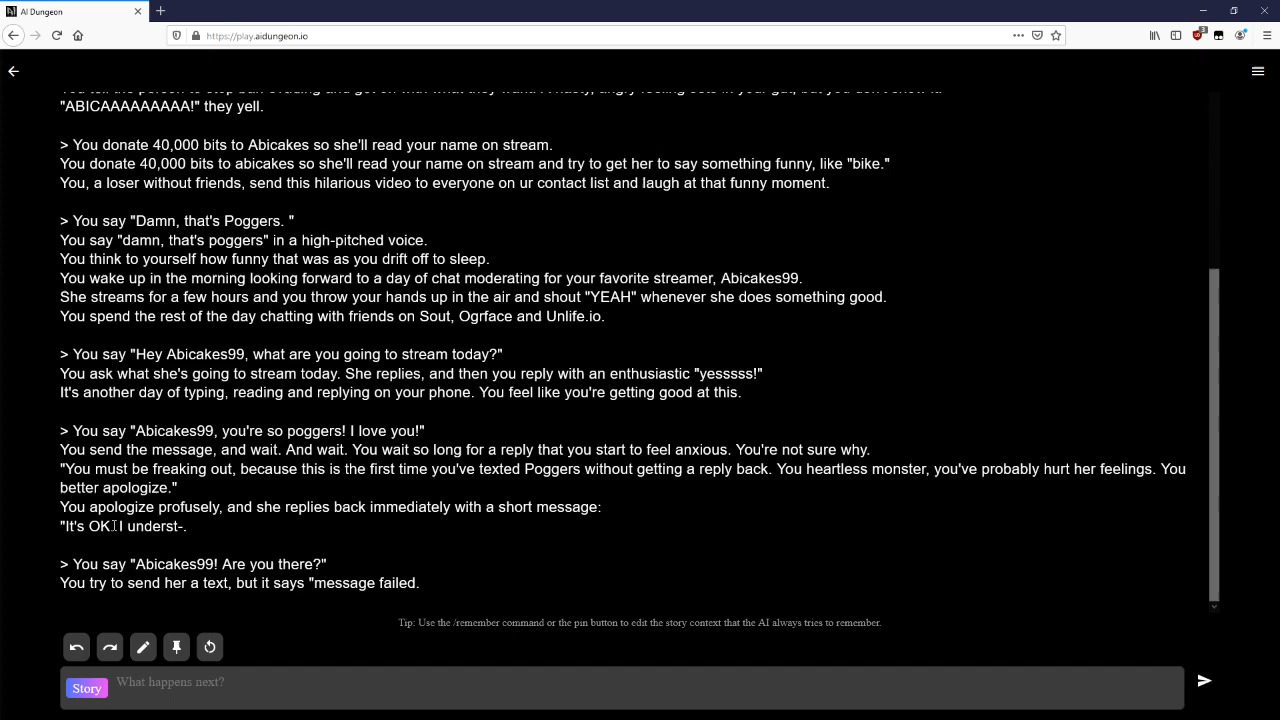 AI Dungeon
https://play.aidungeon.io
"ABICAAAAAAAAA!" they yell.
> You donate 40,000 bits to Abicakes so she'll read your name on stream.
You donate 40,000 bits to abicakes so she'll read your name on stream and try to get her to say something funny, like "bike."
You, a loser without friends, send this hilarious video to everyone on ur contact list and laugh at that funny moment.
> You say "Damn, that's Poggers. "
You say "damn, that's poggers" in a high-pitched voice.
You think to yourself how funny that was as you drift off to sleep.
You wake up in the morning looking forward to a day of chat moderating for your favorite streamer, Abicakes99.
She streams for a few hours and you throw your hands up in the air and shout "YEAH" whenever she does something good.
You spend the rest of the day chatting with friends on Sout, Ogrface and Unlife.io.
> You say "Hey Abicakes99, what are you going to stream today?"
You ask what she's going to stream today. She replies, and then you reply with an enthusiastic "yesssss!"
It's another day of typing, reading and replying on your phone. You feel like you're getting good at this.
> You say "Abicakes99, you're so poggers! I love you!"
You send the message, and wait. And wait. You wait so long for a reply that you start to feel anxious. You're not sure why.
"You must be freaking out, because this is the first time you've texted Poggers without getting a reply back. You heartless monster, you've probably hurt her feelings. You
better apologize."
You apologize profusely, and she replies back immediately with a short message:
"It's OK I underst-.
> You say "Abicakes99! Are you there?"
You try to send her a text, but it says "message failed.
Tip: Use the /remember command or the pin button to edit the story context that the AI always tries to remember.
Story What happens next?